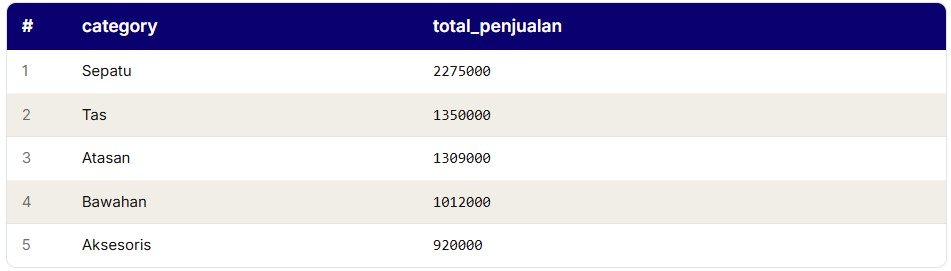 # category total_penjualan
1 Sepatu 2275000
2 Tas 1350000
3 Atasan 1309000
4 Bawahan 1012000
5 Aksesoris 920000